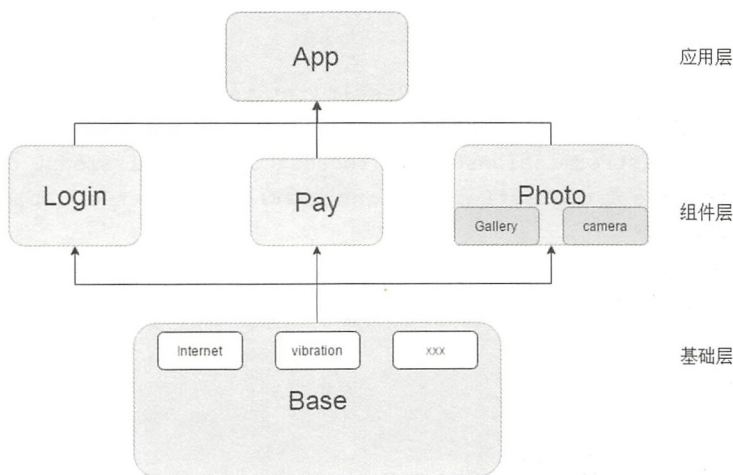 App
应用层
Login
Pay
Photo
Gallery
camera
组件层
Internet
vibration
xxx
基础层
Base